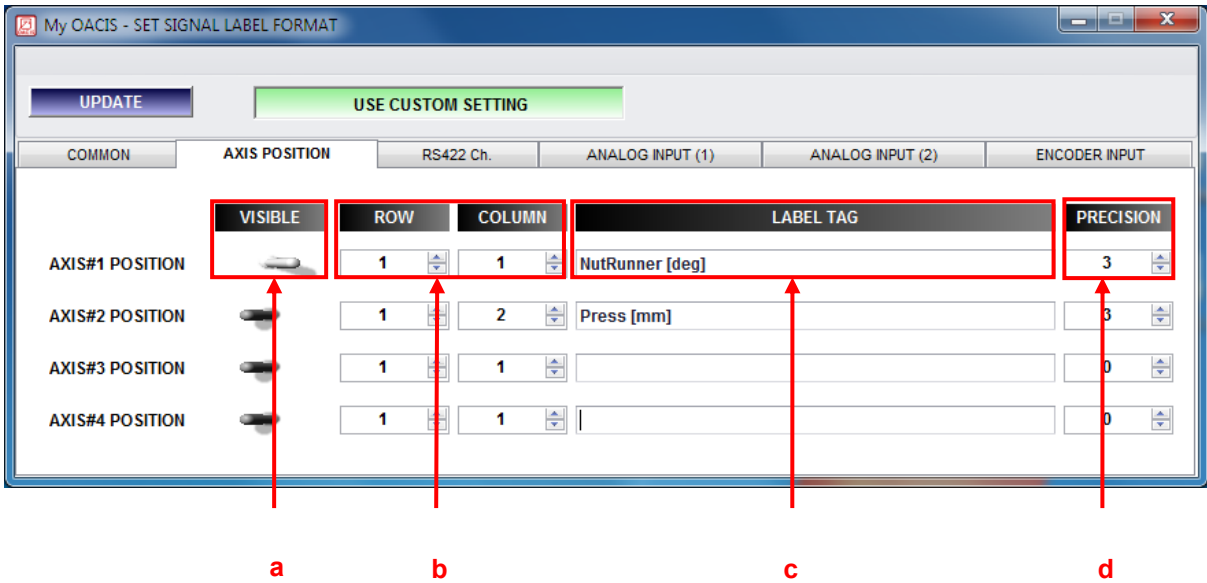 My OACIS - SET SIGNAL LABEL FORMAT
UPDATE USE CUSTOM SETTING
COMMON AXIS POSITION RS422 Ch. ANALOG INPUT (1) ANALOG INPUT (2) ENCODER INPUT
VISIBLE ROW COLUMN LABEL TAG PRECISION
AXIS#1 POSITION 1 1 NutRunner [deg] 3
AXIS#2 POSITION 1 2 Press [mm] 3
AXIS#3 POSITION 1 1 0
AXIS#4 POSITION 1 1 0
a b c d